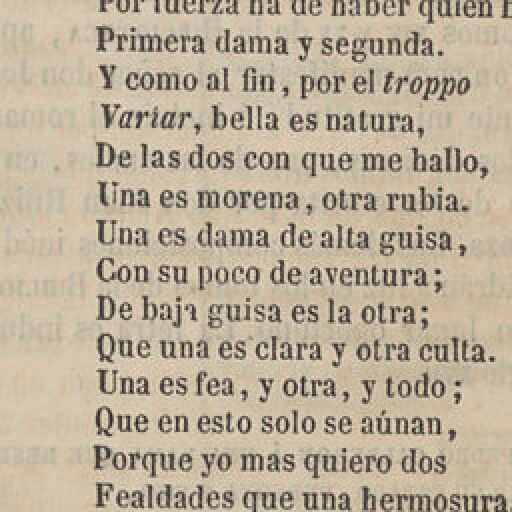 Por fuerza ha de haber quien
Primera dama y segunda.
Y como al fin, por el troppo
Variar, bella es natura,
De las dos con que me hallo,
Una es morena, otra rubia.
Una es dama de alta guisa,
Con su poco de aventura;
De baja guisa es la otra;
Que una es clara y otra culta.
Una es fea, y otra, y todo;
Que en esto solo se aúnan,
Porque yo mas quiero dos
Fealdades que una hermosura.